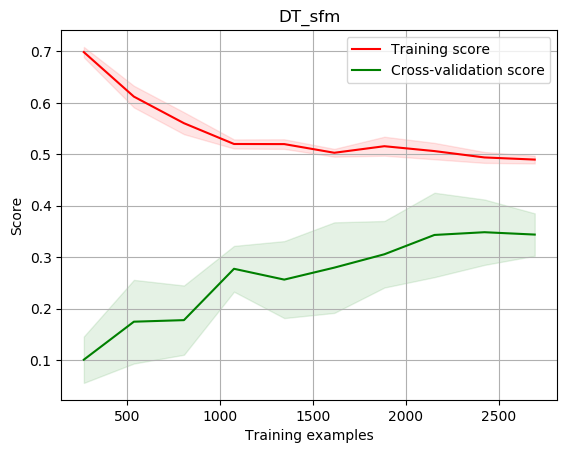 DT_sfm
Training score
Cross-validation score
Score
0.7
0.6
0.5
0.4
0.3
0.2
0.1
500
1000
1500
2000
2500
Training examples